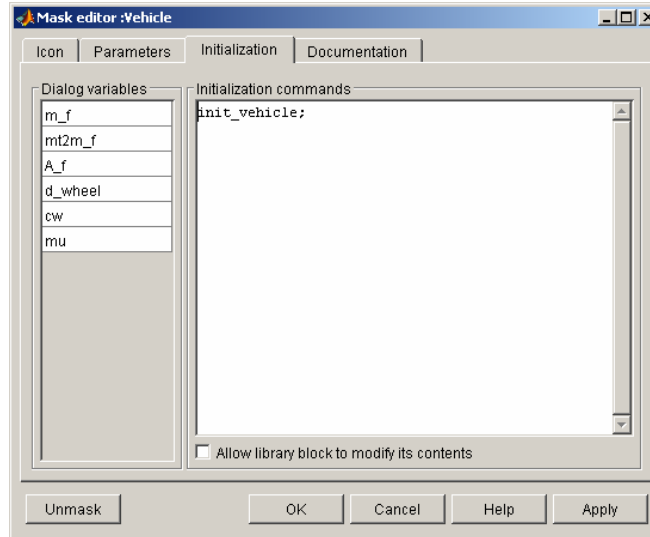 Mask editor :Vehicle
Icon Parameters Initialization Documentation
Dialog variables
m_f
mt2m_f
A_f
d_wheel
cw
mu
Initialization commands
init_vehicle;
Allow library block to modify its contents
Unmask OK Cancel Help Apply